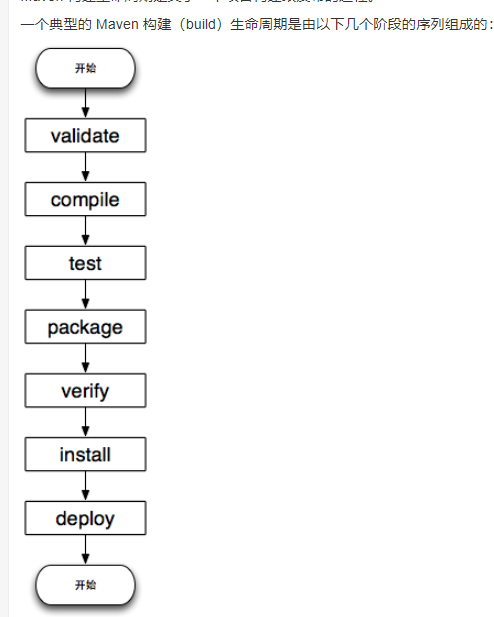 一个典型的 Maven 构建（build）生命周期是由以下几个阶段的序列组成的：
开始
validate
compile
test
package
verify
install
deploy
开始